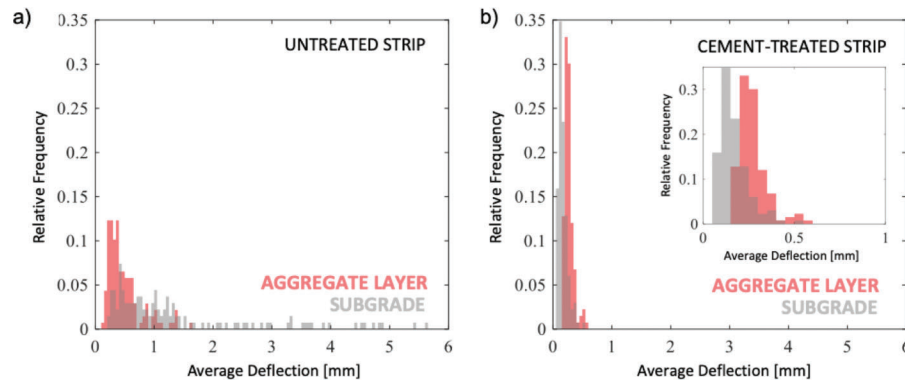 a)
UNTREATED STRIP
0.35
0.3
0.25
0.2
0.15
0.1
0.05
0
Relative Frequency
AGGREGATE LAYER
SUBGRADE
0 1 2 3 4 5 6
Average Deflection [mm]
b)
CEMENT-TREATED STRIP
0.35
0.3
0.25
0.2
0.15
0.1
0.05
0
Relative Frequency
0.3
0.2
0.1
0
Relative Frequency
0 0.5 1
Average Deflection [mm]
AGGREGATE LAYER
SUBGRADE
0 1 2 3 4 5 6
Average Deflection [mm]